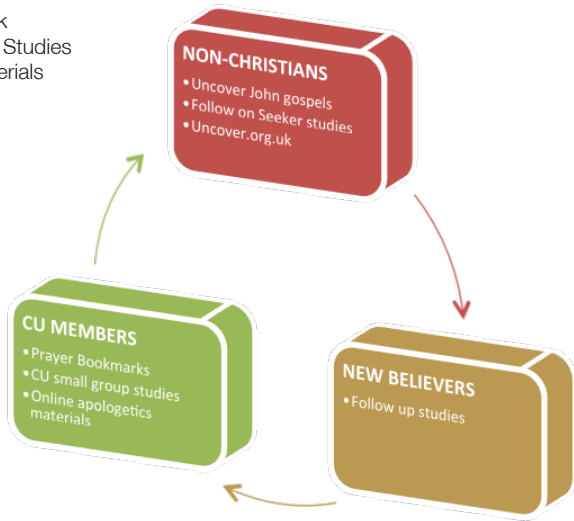 k
Studies
erials
NON-CHRISTIANS
• Uncover John gospels
• Follow on Seeker studies
• Uncover.org.uk
CU MEMBERS
• Prayer Bookmarks
• CU small group studies
• Online apologetics
materials
NEW BELIEVERS
• Follow up studies